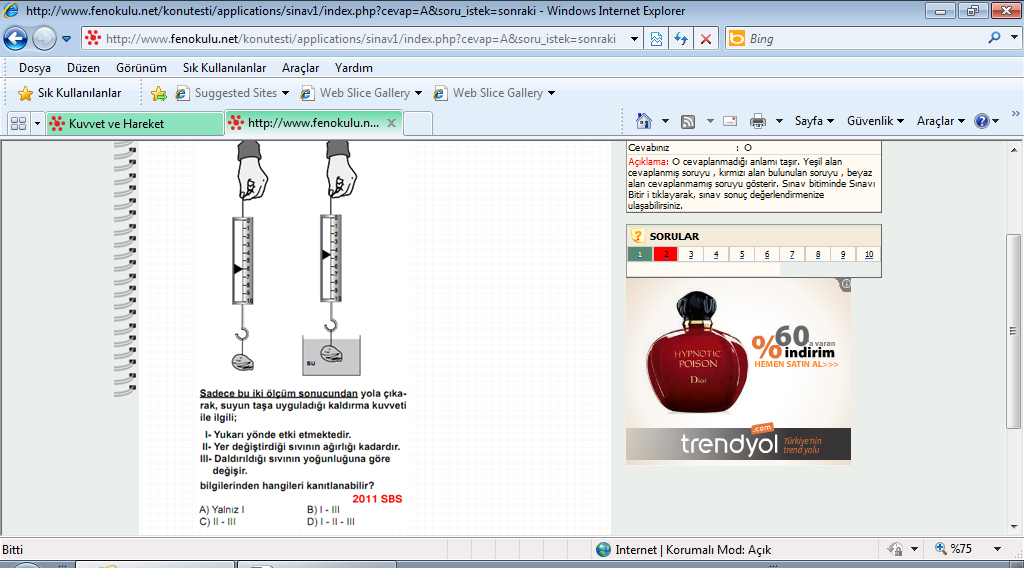 http://www.fenokulu.net/konutesti/applications/sinav1/index.php?cevap=A&soru_istek=sonraki - Windows Internet Explorer
http://www.fenokulu.net/konutesti/applications/sinav1/index.php?cevap=A&soru_istek=sonraki
Bing
Dosya Düzen Görünüm Sık Kullanılanlar Araçlar Yardım
Sık Kullanılanlar Suggested Sites Web Slice Gallery Web Slice Gallery
Kuvvet ve Hareket http://www.fenokulu.n... Sayfa Güvenlik Araçlar
SU
Sadece bu iki ölçüm sonucundan yola çıka-
rak, suyun taşa uyguladığı kaldırma kuvveti
ile ilgili;
I- Yukarı yönde etki etmektedir.
II- Yer değiştirdiği sıvının ağırlığı kadardır.
III- Daldırıldığı sıvının yoğunluğuna göre
değişir.
bilgilerinden hangileri kanıtlanabilir?
2011 SBS
A) Yalnız I B) I - III
C) II - III D) I - II - III
Cevabınız : O
Açıklama: O cevaplanmadığı anlamı taşır. Yeşil alan
cevaplanmış soruyu , kırmızı alan bulunulan soruyu , beyaz
alan cevaplanmamış soruyu gösterir. Sınav bitiminde Sınavı
Bitir i tıklayarak, sınav sonuç değerlendirmenize
ulaşabilirsiniz.
SORULAR
1 2 3 4 5 6 7 8 9 10
HYPNOTIC
POISON
Dior
%60 a varan
indirim
HEMEN SATIN AL>>>
trendyol .com
Türkiye'nin
trend yolu
Bitti Internet | Korumalı Mod: Açık %75